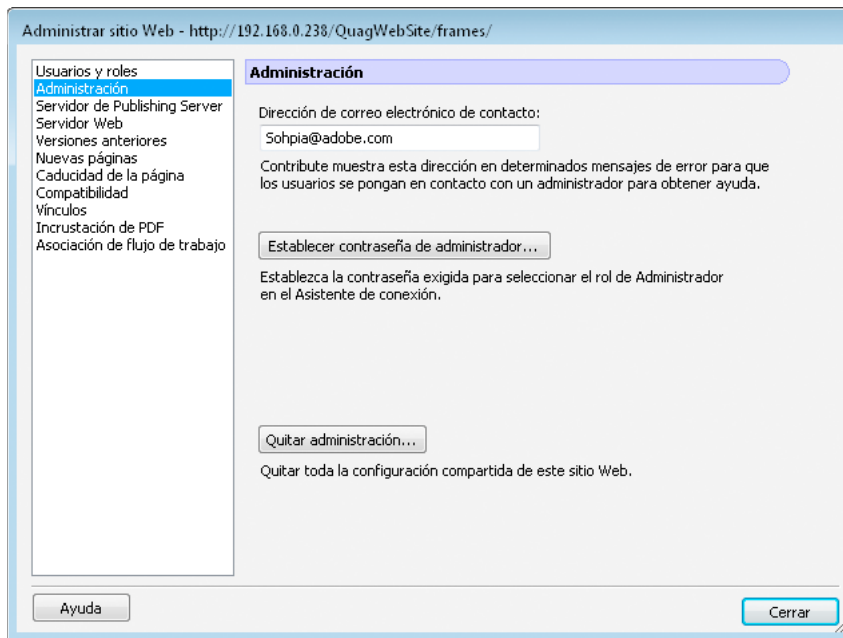 Administrar sitio Web - http://192.168.0.238/QuagWebSite/frames/
Usuarios y roles
Administración
Servidor de Publishing Server
Servidor Web
Versiones anteriores
Nuevas páginas
Caducidad de la página
Compatibilidad
Vínculos
Incrustación de PDF
Asociación de flujo de trabajo
Administración
Dirección de correo electrónico de contacto:
Sohpia@adobe.com
Contribute muestra esta dirección en determinados mensajes de error para que
los usuarios se pongan en contacto con un administrador para obtener ayuda.
Establecer contraseña de administrador...
Establezca la contraseña exigida para seleccionar el rol de Administrador
en el Asistente de conexión.
Quitar administración...
Quitar toda la configuración compartida de este sitio Web.
Ayuda
Cerrar